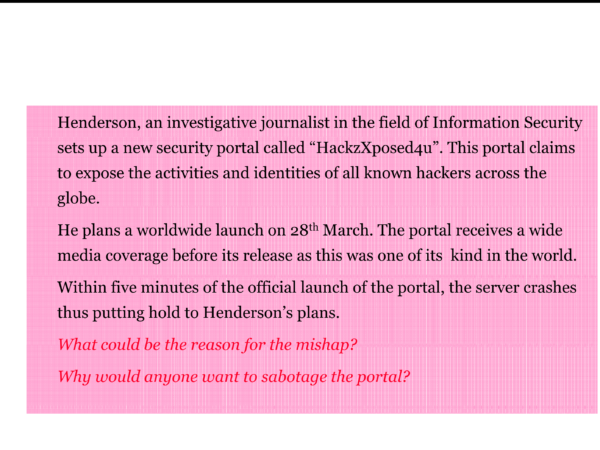 Henderson, an investigative journalist in the field of Information Security
sets up a new security portal called “HackzXposed4u”. This portal claims
to expose the activities and identities of all known hackers across the
globe.
He plans a worldwide launch on 28th March. The portal receives a wide
media coverage before its release as this was one of its kind in the world.
Within five minutes of the official launch of the portal, the server crashes
thus putting hold to Henderson’s plans.
What could be the reason for the mishap?
Why would anyone want to sabotage the portal?